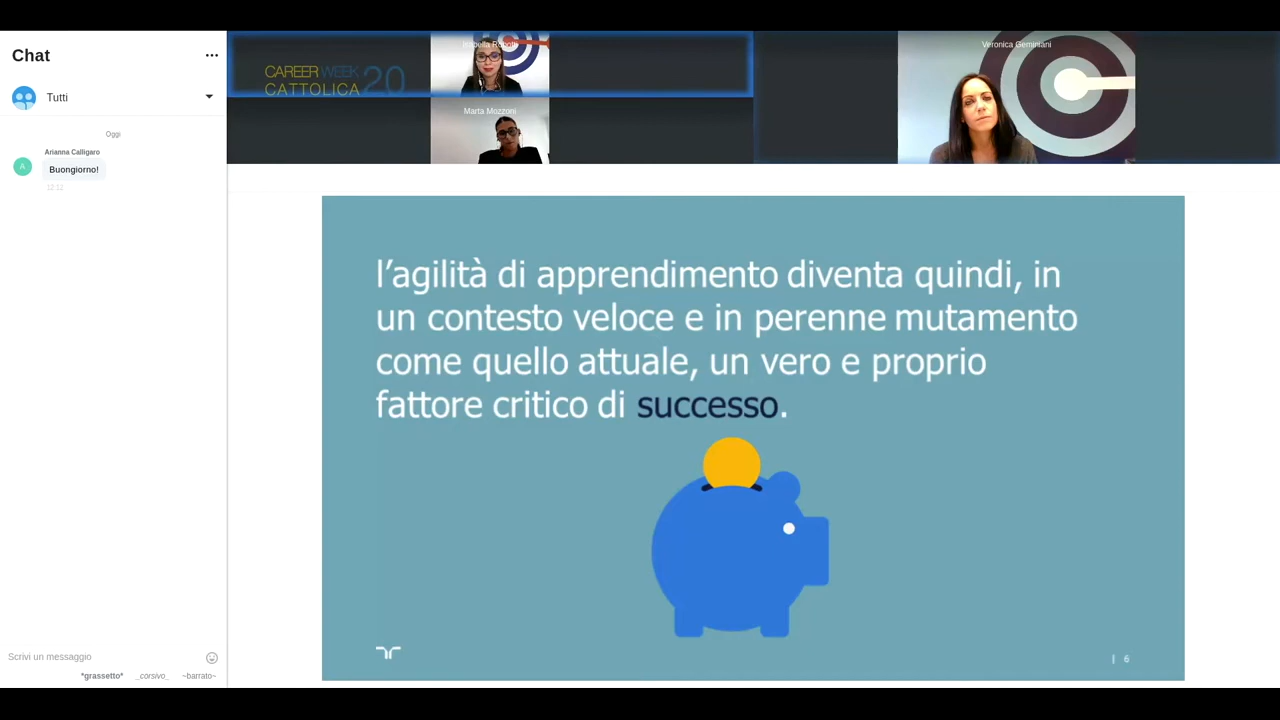 Chat
Tutti
Oggi
Arianna Calligaro
A
Buongiorno!
12:12
Scrivi un messaggio
*grassetto* _corsivo_ ~barrato~
CAREER WEEK
CATTOLICA 20
Marta Mozzoni
Veronica Geminiani
l’agilità di apprendimento diventa quindi, in
un contesto veloce e in perenne mutamento
come quello attuale, un vero e proprio
fattore critico di successo.
| 6